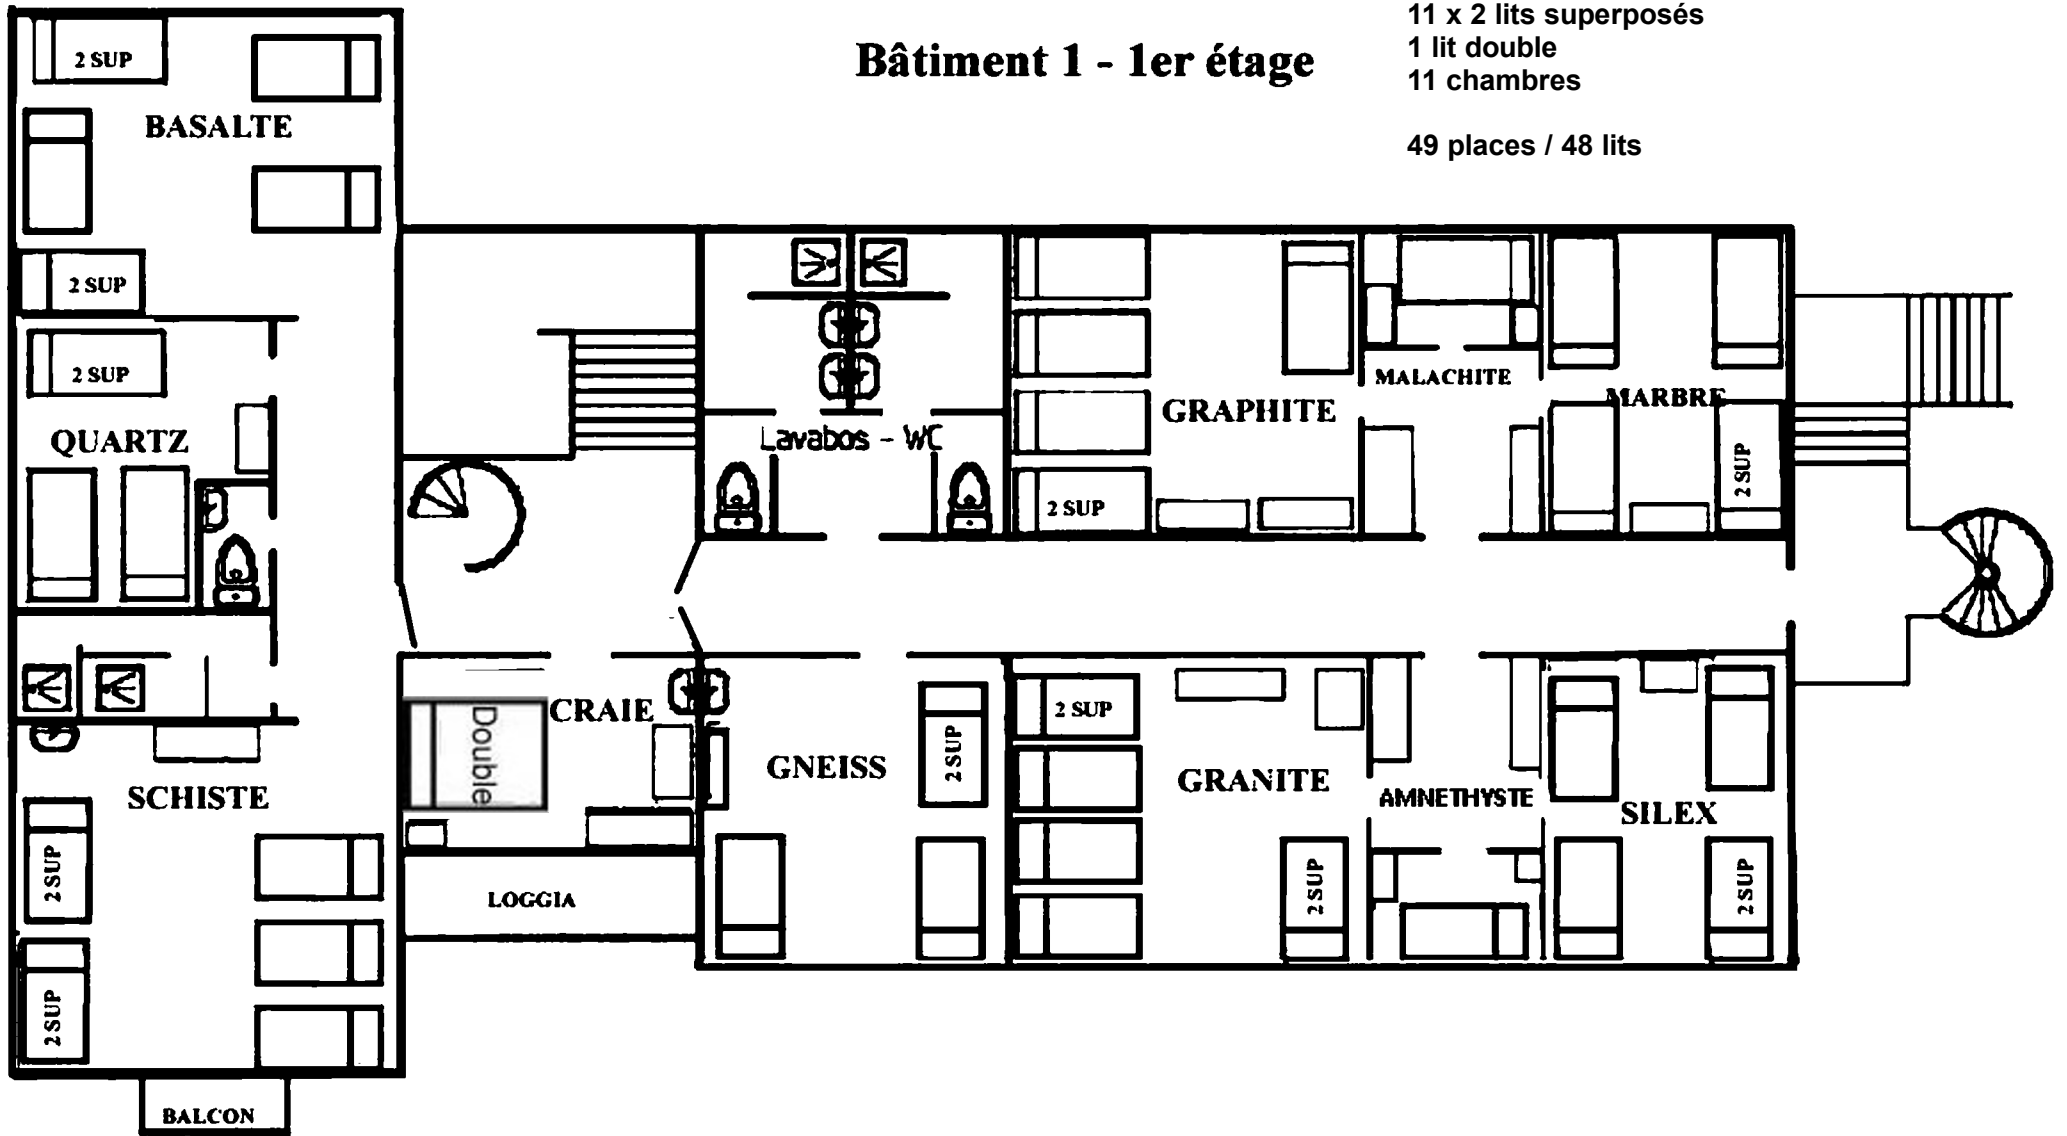 11 x 2 lits superposés
1 lit double
11 chambres
49 places / 48 lits
Bâtiment 1 - 1er étage
2 SUP
BASALTE
2 SUP
2 SUP
QUARTZ
SCHISTE
2 SUP
2 SUP
BALCON
CRAIE
Double
LOGGIA
Lavabos - WC
GNEISS
2 SUP
GRAPHITE
2 SUP
MALACHITE
MARBRE
2 SUP
2 SUP
GRANITE
2 SUP
AMNETHYSTE
SILEX
2 SUP